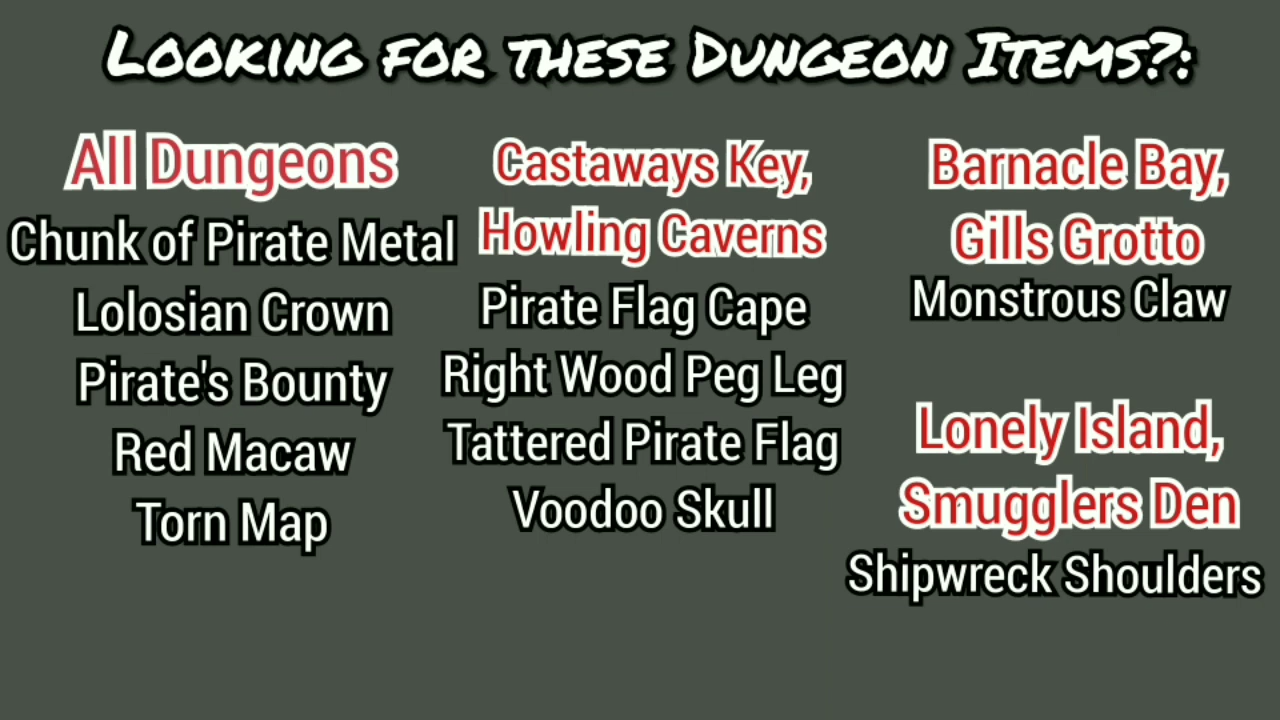 Looking for these Dungeon Items?:
All Dungeons
Chunk of Pirate Metal
Lolosian Crown
Pirate's Bounty
Red Macaw
Torn Map
Castaways Key,
Howling Caverns
Pirate Flag Cape
Right Wood Peg Leg
Tattered Pirate Flag
Voodoo Skull
Barnacle Bay,
Gills Grotto
Monstrous Claw
Lonely Island,
Smugglers Den
Shipwreck Shoulders